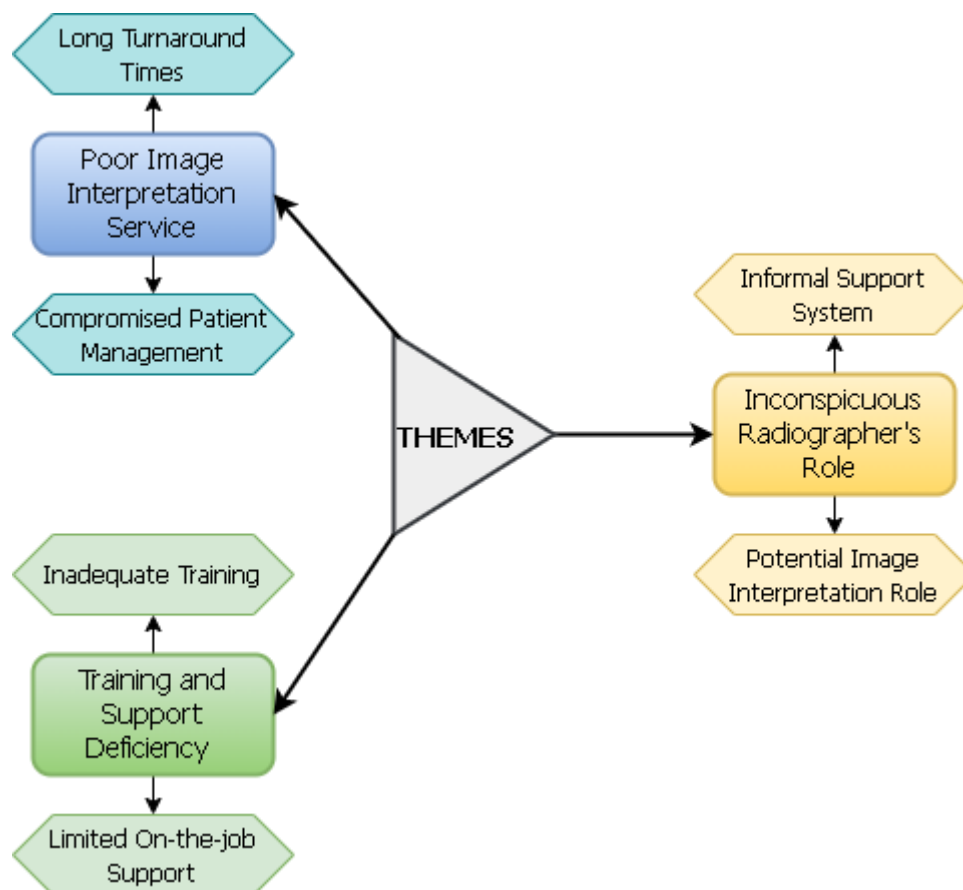 Long Turnaround
Times
Poor Image
Interpretation
Service
Compromised Patient
Management
THEMES
Informal Support
System
Inconspicuous
Radiographer's
Role
Potential Image
Interpretation Role
Inadequate Training
Training and
Support
Deficiency
Limited On-the-job
Support